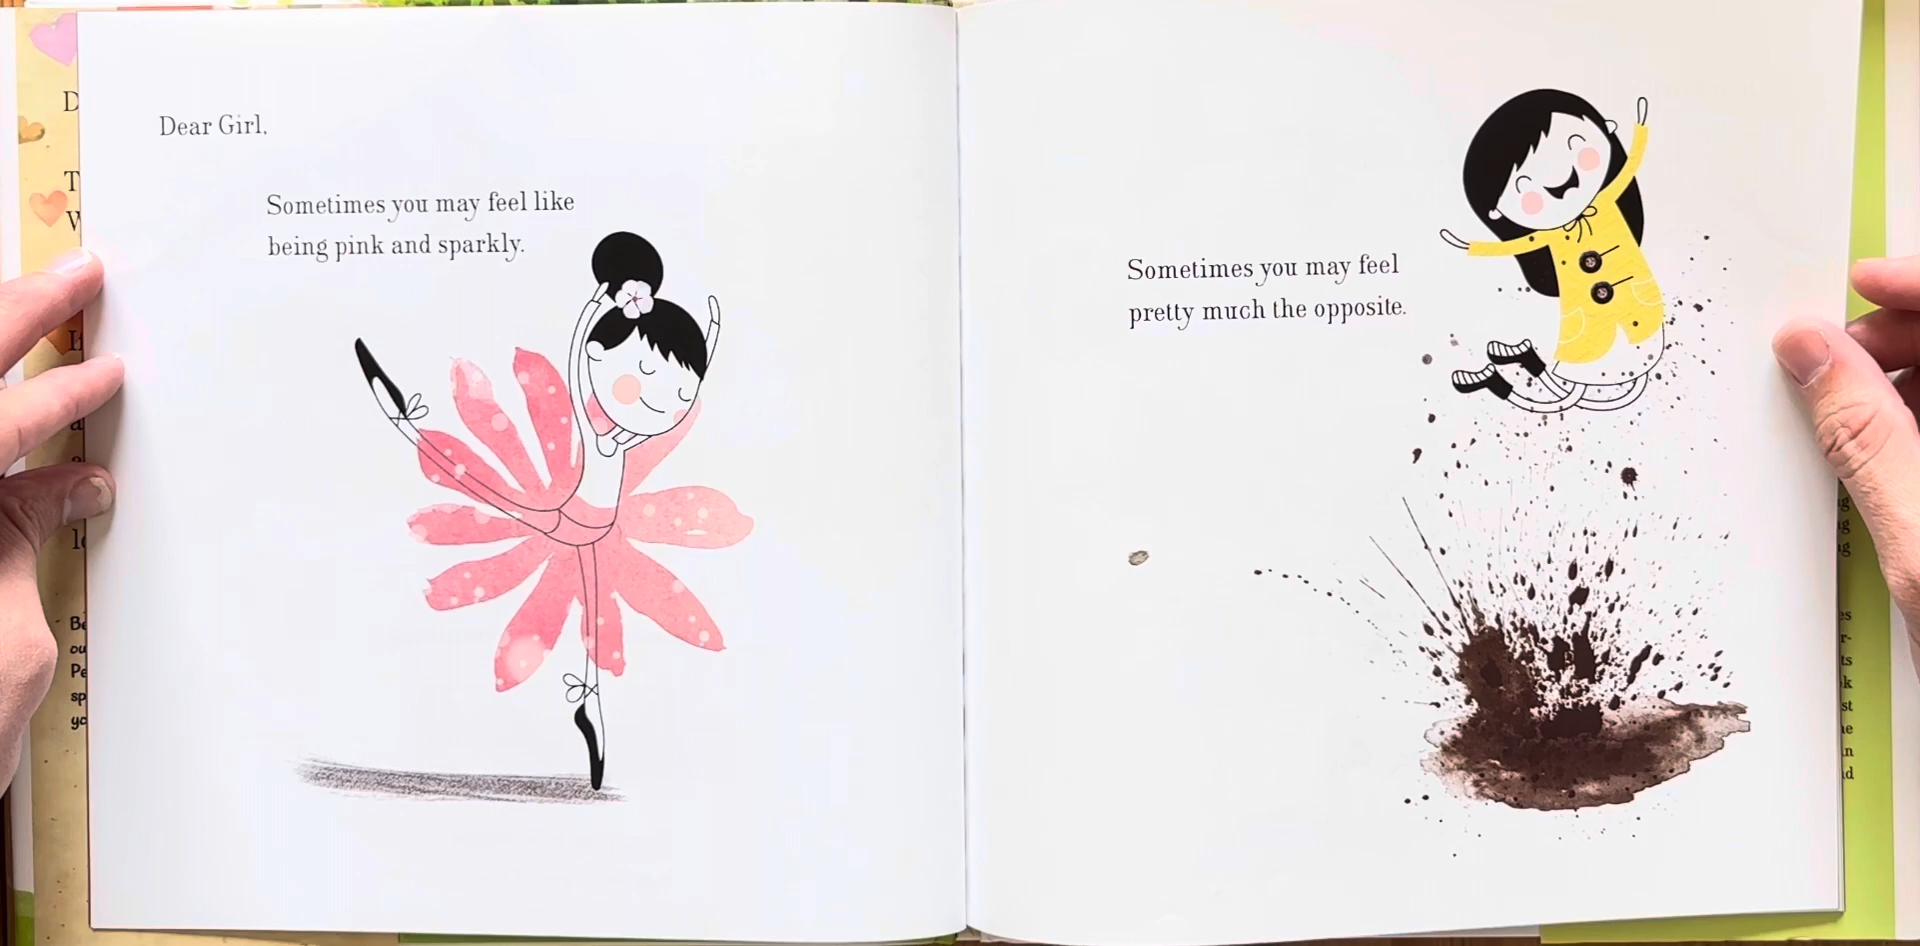 Dear Girl,
Sometimes you may feel like
being pink and sparkly.
Sometimes you may feel
pretty much the opposite.